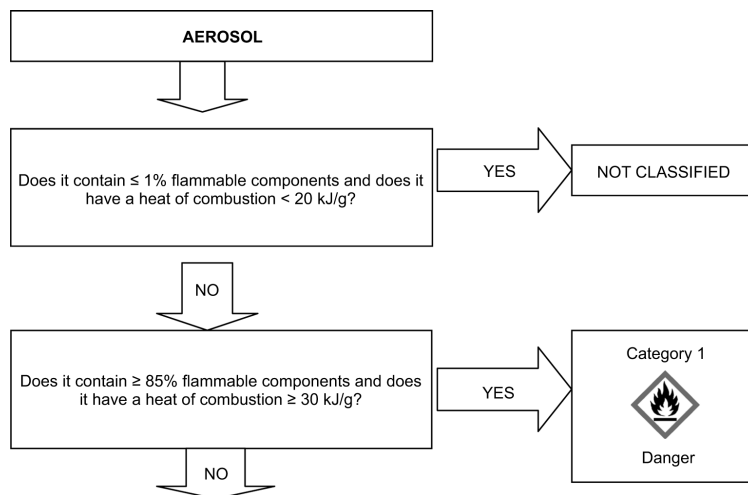 AEROSOL
Does it contain ≤ 1% flammable components and does it
have a heat of combustion < 20 kJ/g?
YES
NOT CLASSIFIED
NO
Does it contain ≥ 85% flammable components and does
it have a heat of combustion ≥ 30 kJ/g?
YES
Category 1
Danger
NO